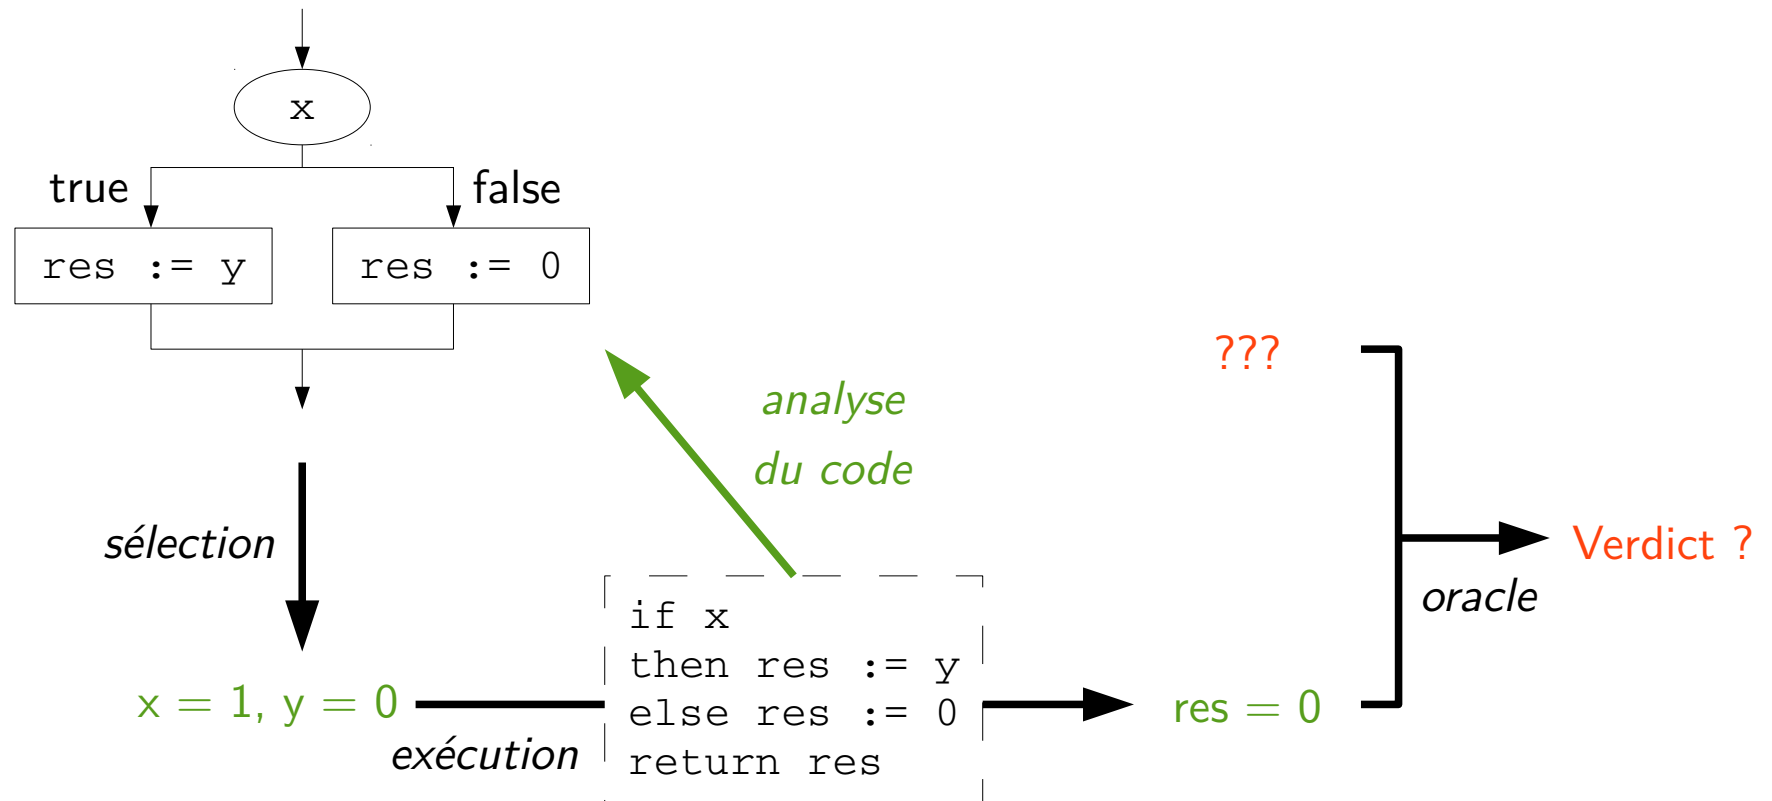 x
true
false
res := y
res := 0
???
analyse
du code
sélection
Verdict ?
oracle
if x
then res := y
else res := 0
return res
x = 1, y = 0
exécution
res = 0